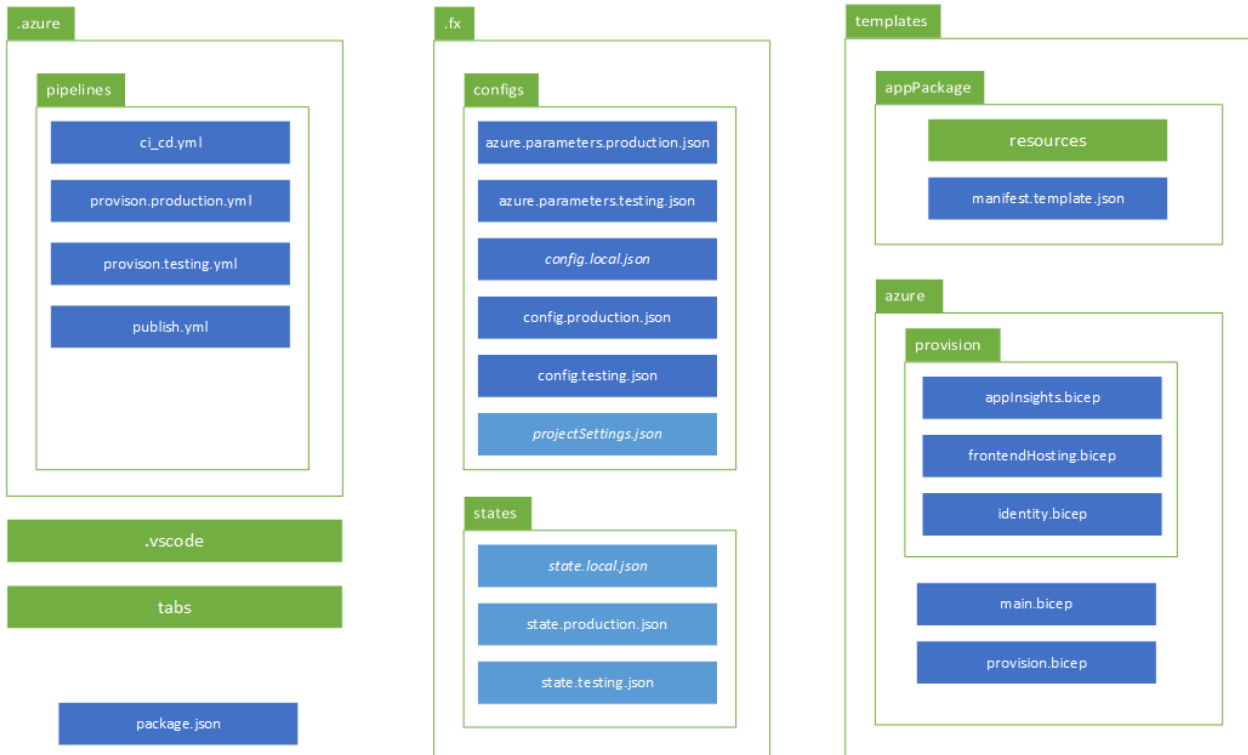 .azure
pipelines
ci_cd.yml
provison.production.yml
provison.testing.yml
publish.yml
.vscode
tabs
package.json
.fx
configs
azure.parameters.production.json
azure.parameters.testing.json
config.local.json
config.production.json
config.testing.json
projectSettings.json
states
state.local.json
state.production.json
state.testing.json
templates
appPackage
resources
manifest.template.json
azure
provision
appInsights.bicep
frontendHosting.bicep
identity.bicep
main.bicep
provision.bicep